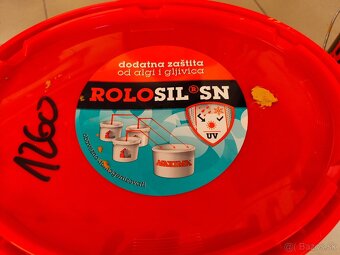 dodatna zaštita
od algi i gljivica
ROLOSIL® SN
UV
1260